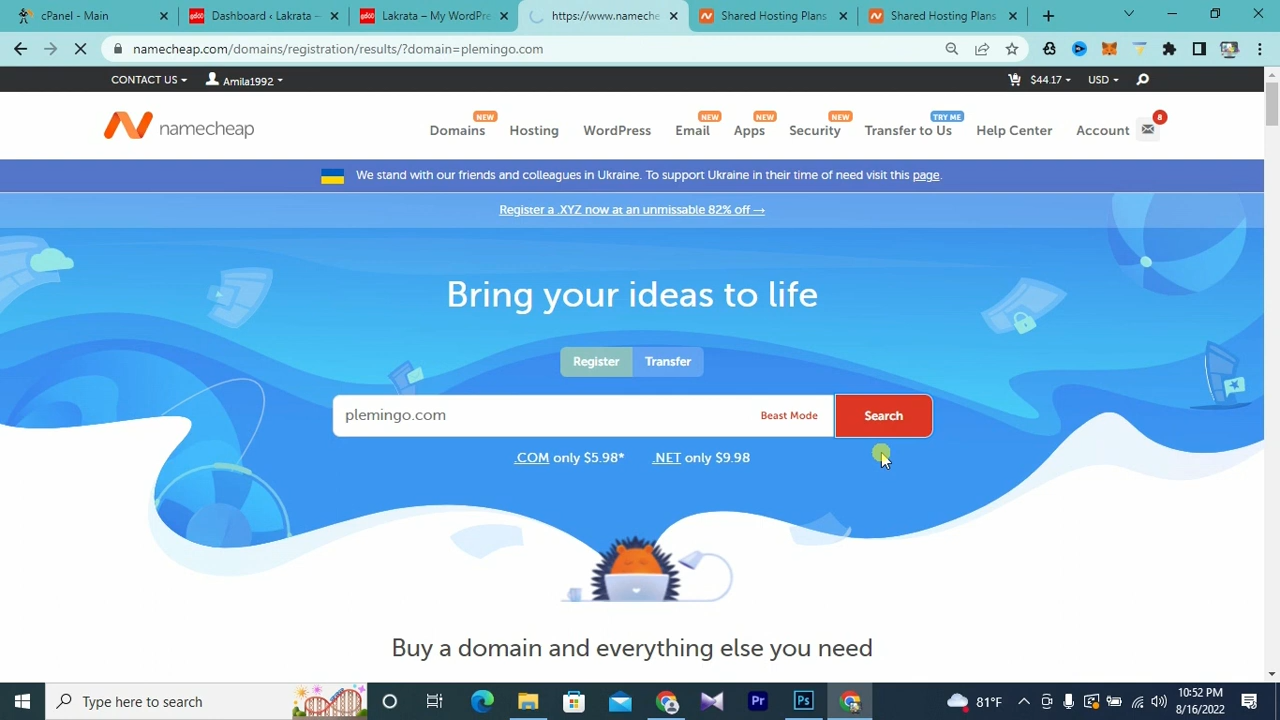 cPanel - Main
Dashboard ‹ Lakrata —
Lakrata – My WordPre
https://www.nameche
Shared Hosting Plans
Shared Hosting Plans
namecheap.com/domains/registration/results/?domain=plemingo.com
CONTACT US
Amila1992
$44.17
USD
namecheap
Domains NEW
Hosting
WordPress
Email NEW
Apps NEW
Security NEW
Transfer to Us TRY ME
Help Center
Account 8
We stand with our friends and colleagues in Ukraine. To support Ukraine in their time of need visit this page.
Register a .XYZ now at an unmissable 82% off →
Bring your ideas to life
Register Transfer
plemingo.com Beast Mode Search
.COM only $5.98* .NET only $9.98
Buy a domain and everything else you need
Type here to search
Pr
Ps
81°F
10:52 PM
8/16/2022